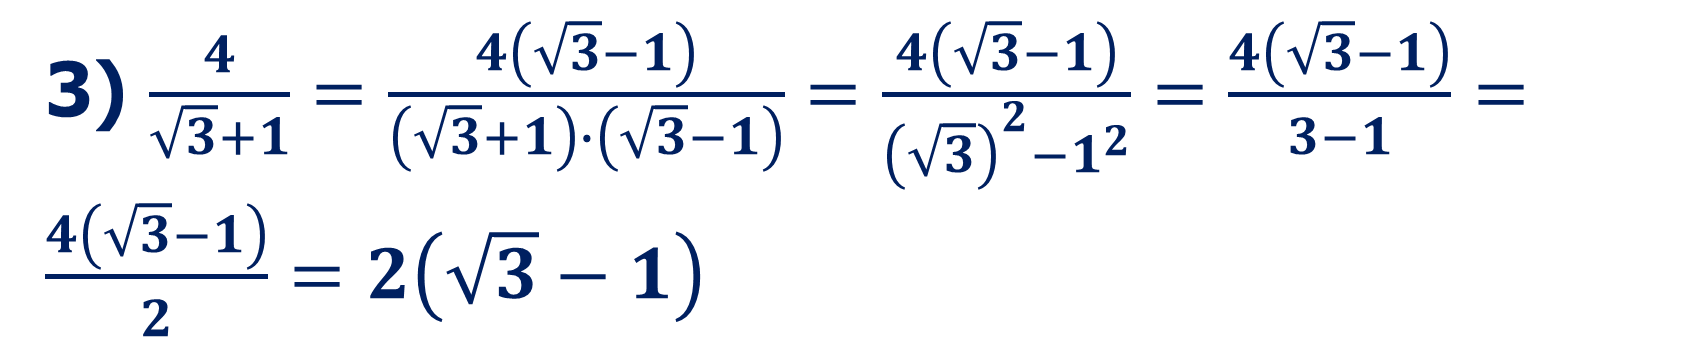 3) 4/(√3+1) = 4(√3−1)/((√3+1)·(√3−1)) = 4(√3−1)/((√3)²−1²) = 4(√3−1)/(3−1) =
4(√3−1)/2 = 2(√3 − 1)